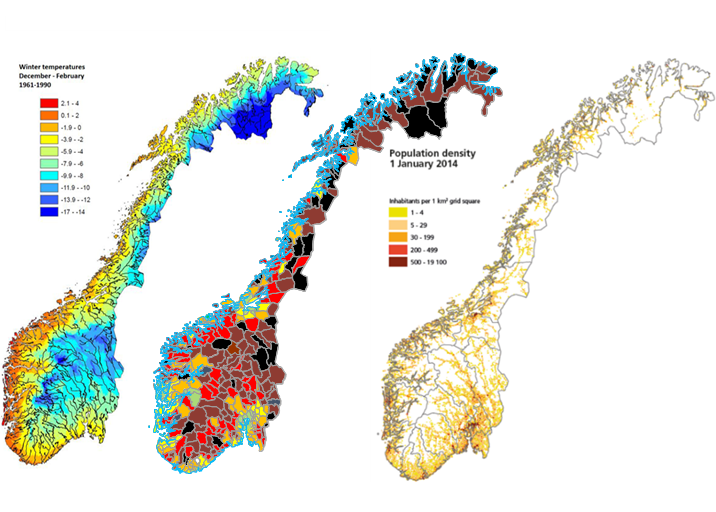 Winter temperatures
December - February
1961-1990
2.1 - 4
0.1 - 2
-1.9 - 0
-3.9 - -2
-5.9 - -4
-7.9 - -6
-9.9 - -8
-11.9 - -10
-13.9 - -12
-17 - -14
Population density
1 January 2014
Inhabitants per 1 km² grid square
1 - 4
5 - 29
30 - 199
200 - 499
500 - 19 100